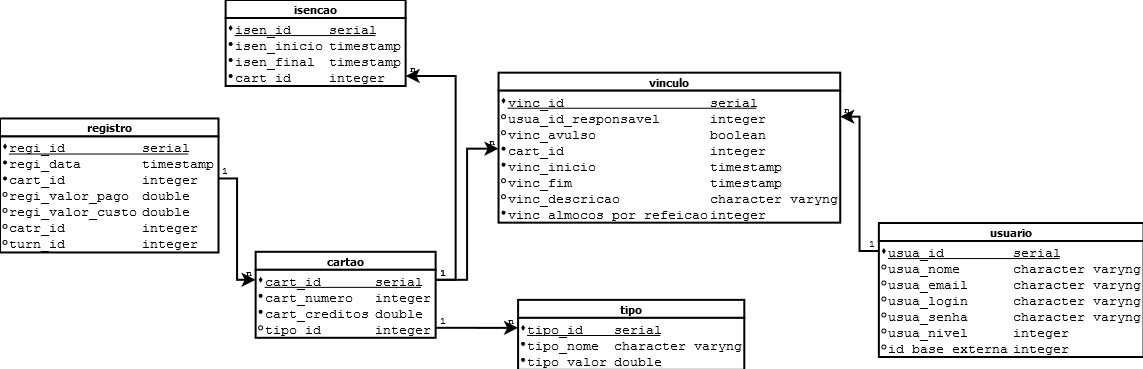 isencao
isen_id serial
isen_inicio timestamp
isen_final timestamp
cart_id integer
n
vinculo
vinc_id serial
usua_id_responsavel integer
vinc_avulso boolean
cart_id integer
vinc_inicio timestamp
vinc_fim timestamp
vinc_descricao character varyng
vinc_almocos_por_refeicao integer
n
n
registro
regi_id serial
regi_data timestamp
cart_id integer
regi_valor_pago double
regi_valor_custo double
catr_id integer
turn_id integer
1
n
cartao
cart_id serial
cart_numero integer
cart_creditos double
tipo_id integer
1
1
n
tipo
tipo_id serial
tipo_nome character varyng
tipo_valor double
1
usuario
usua_id serial
usua_nome character varyng
usua_email character varyng
usua_login character varyng
usua_senha character varyng
usua_nivel integer
id_base_externa integer